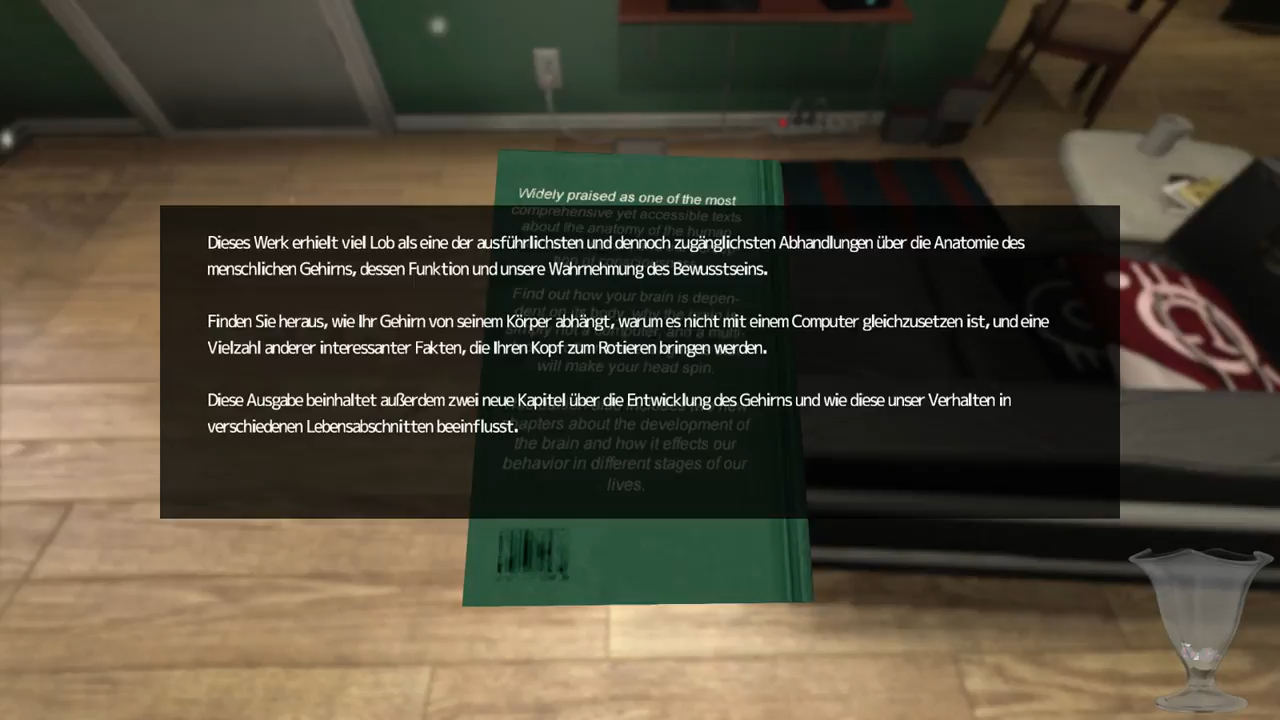 Widely praised as one of the most
comprehensive yet accessible texts
about the anatomy of the human
Dieses Werk erhielt viel Lob als eine der ausführlichsten und dennoch zugänglichsten Abhandlungen über die Anatomie des
menschlichen Gehirns, dessen Funktion und unsere Wahrnehmung des Bewusstseins.
Find out how your brain is depen-
Finden Sie heraus, wie Ihr Gehirn von seinem Körper abhängt, warum es nicht mit einem Computer gleichzusetzen ist, und eine
Vielzahl anderer interessanter Fakten, die Ihren Kopf zum Rotieren bringen werden.
will make your head spin.
Diese Ausgabe beinhaltet außerdem zwei neue Kapitel über die Entwicklung des Gehirns und wie diese unser Verhalten in
verschiedenen Lebensabschnitten beeinflusst.
chapters about the development of
the brain and how it effects our
behavior in different stages of our
lives.